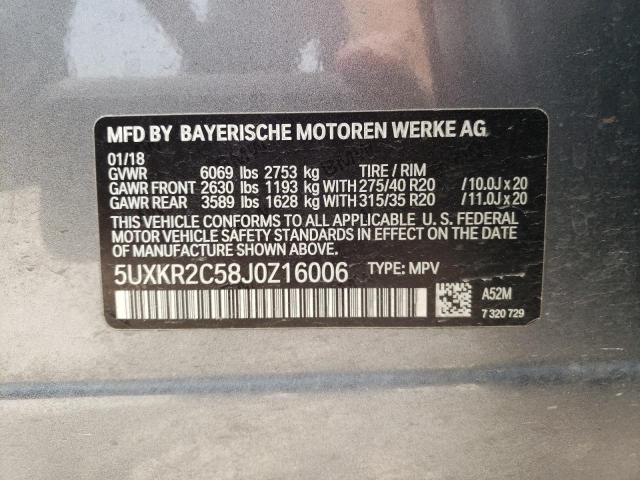 MFD BY BAYERISCHE MOTOREN WERKE AG
01/18
GVWR 6069 lbs 2753 kg TIRE / RIM
GAWR FRONT 2630 lbs 1193 kg WITH 275/40 R20 /10.0J x 20
GAWR REAR 3589 lbs 1628 kg WITH 315/35 R20 /11.0J x 20
THIS VEHICLE CONFORMS TO ALL APPLICABLE U. S. FEDERAL
MOTOR VEHICLE SAFETY STANDARDS IN EFFECT
ON THE DATE OF MANUFACTURE SHOWN ABOVE.
5UXKR2C58J0Z16006 TYPE: MPV
A52M
7 320 729